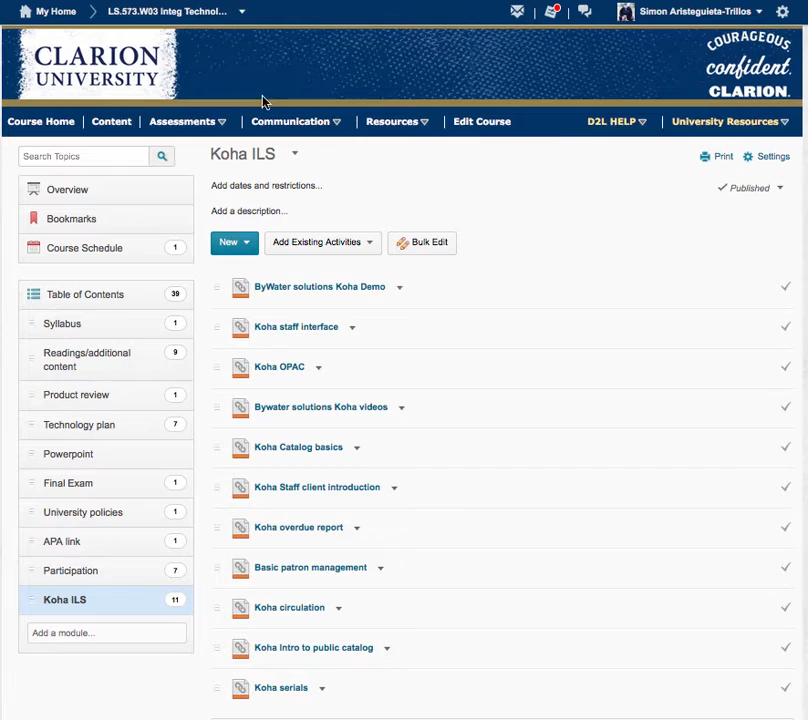 My Home
LS.573.W03 Integ Technol...
Simon Aristeguieta-Trillos
CLARION
UNIVERSITY
COURAGEOUS.
confident.
CLARION.
Course Home
Content
Assessments
Communication
Resources
Edit Course
D2L HELP
University Resources
Search Topics
Koha ILS
Print
Settings
Overview
Add dates and restrictions...
Published
Bookmarks
Add a description...
Course Schedule 1
New
Add Existing Activities
Bulk Edit
Table of Contents 39
Syllabus 1
Readings/additional 9
content
Product review 1
Technology plan 7
Powerpoint
Final Exam 1
University policies 1
APA link 1
Participation 7
Koha ILS 11
Add a module...
ByWater solutions Koha Demo
Koha staff interface
Koha OPAC
Bywater solutions Koha videos
Koha Catalog basics
Koha Staff client introduction
Koha overdue report
Basic patron management
Koha circulation
Koha Intro to public catalog
Koha serials